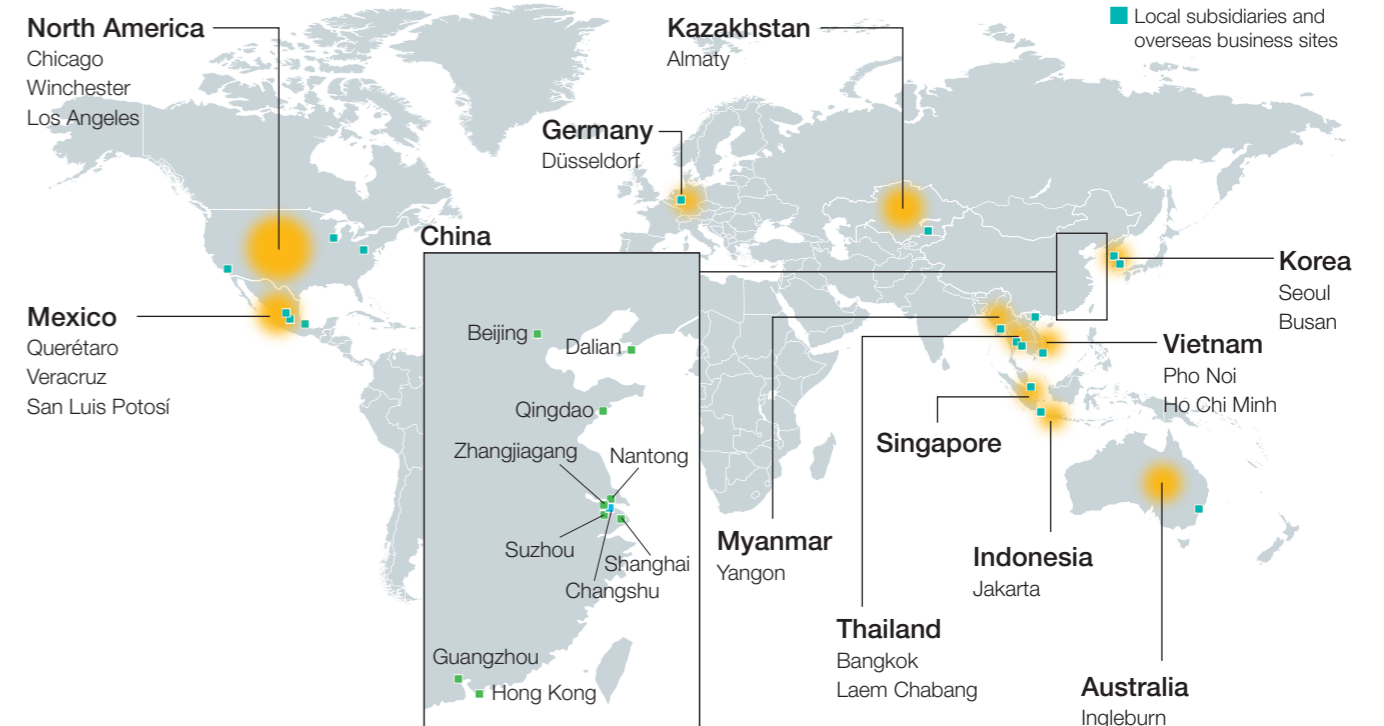 North America
Chicago
Winchester
Los Angeles
Kazakhstan
Almaty
Local subsidiaries and
overseas business sites
Germany
Düsseldorf
China
Beijing
Dalian
Qingdao
Zhangjiagang
Nantong
Suzhou
Shanghai
Changshu
Guangzhou
Hong Kong
Mexico
Querétaro
Veracruz
San Luis Potosí
Korea
Seoul
Busan
Vietnam
Pho Noi
Ho Chi Minh
Singapore
Myanmar
Yangon
Indonesia
Jakarta
Thailand
Bangkok
Laem Chabang
Australia
Ingleburn